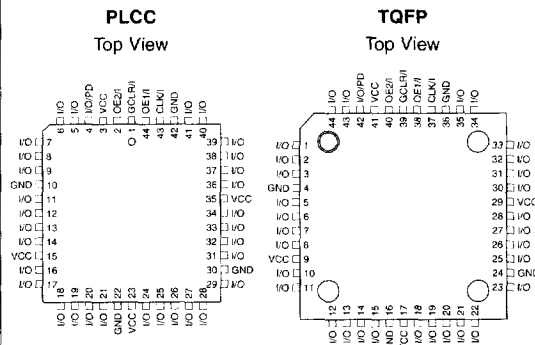 PLCC
Top View
I/O I/O I/O/PD VCC OE2/I GCLR/I OE1/I CLK/I GND I/O I/O
6 5 4 3 2 1 44 43 42 41 40
I/O 7
I/O 8
I/O 9
GND 10
I/O 11
I/O 12
I/O 13
I/O 14
VCC 15
I/O 16
I/O 17
39 I/O
38 I/O
37 I/O
36 I/O
35 VCC
34 I/O
33 I/O
32 I/O
31 I/O
30 GND
29 I/O
18 19 20 21 22 23 24 25 26 27 28
I/O I/O I/O I/O GND VCC I/O I/O I/O I/O I/O
TQFP
Top View
I/O I/O I/O/PD VCC OE2/I GCLR/I OE1/I CLK/I GND I/O I/O
44 43 42 41 40 39 38 37 36 35 34
I/O 1
I/O 2
I/O 3
GND 4
I/O 5
I/O 6
I/O 7
I/O 8
VCC 9
I/O 10
I/O 11
33 I/O
32 I/O
31 I/O
30 I/O
29 VCC
28 I/O
27 I/O
26 I/O
25 I/O
24 GND
23 I/O
12 13 14 15 16 17 18 19 20 21 22
I/O I/O I/O I/O ND CC I/O I/O I/O I/O I/O